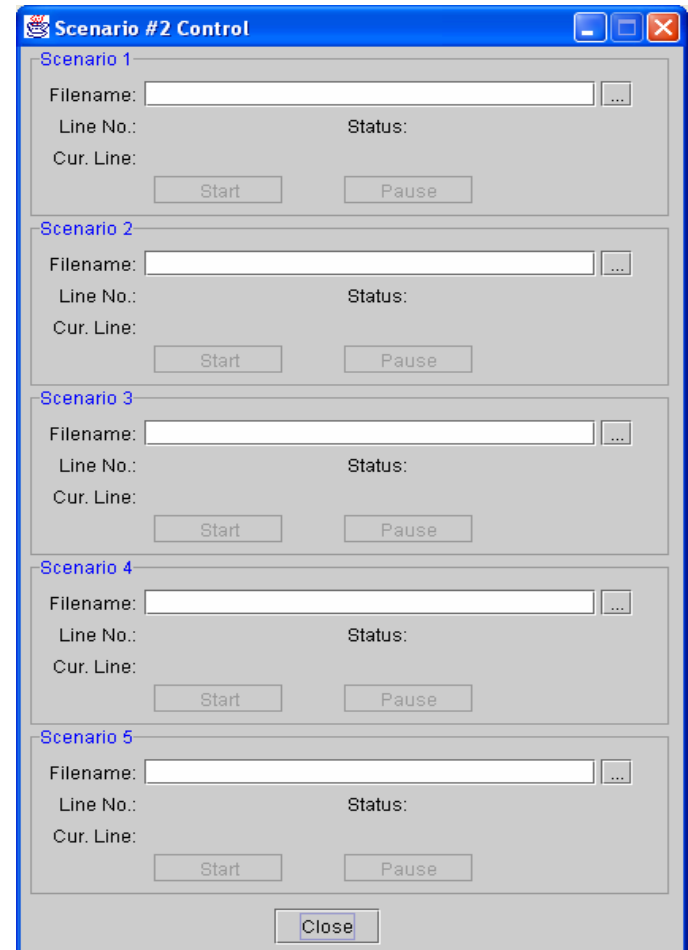 Scenario #2 Control
Scenario 1
Filename: ...
Line No.: Status:
Cur. Line:
Start Pause
Scenario 2
Filename: ...
Line No.: Status:
Cur. Line:
Start Pause
Scenario 3
Filename: ...
Line No.: Status:
Cur. Line:
Start Pause
Scenario 4
Filename: ...
Line No.: Status:
Cur. Line:
Start Pause
Scenario 5
Filename: ...
Line No.: Status:
Cur. Line:
Start Pause
Close